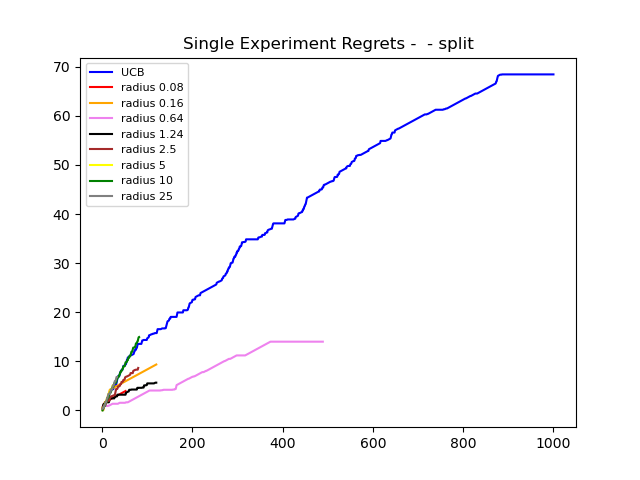 Single Experiment Regrets -  - split
70
60
50
40
30
20
10
0
UCB
radius 0.08
radius 0.16
radius 0.64
radius 1.24
radius 2.5
radius 5
radius 10
radius 25
0 200 400 600 800 1000